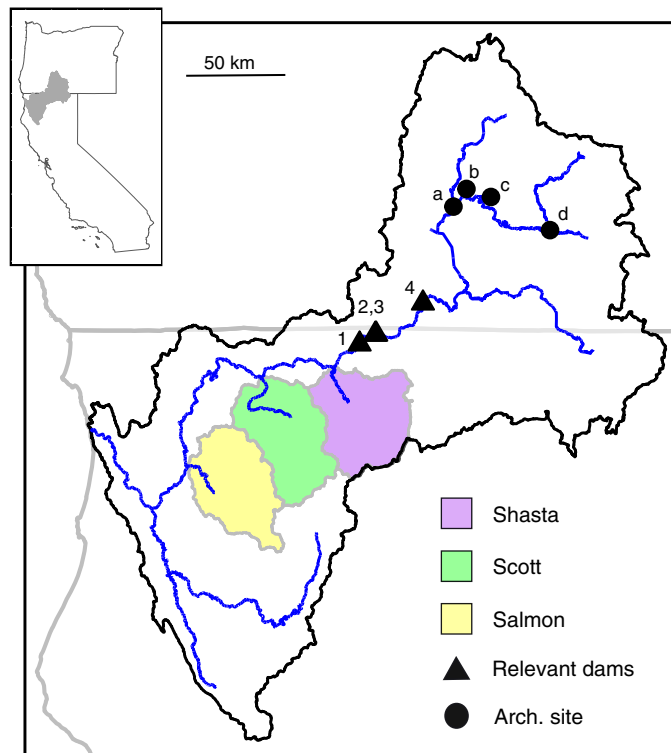 50 km
b
c
a
d
4
2,3
1
Shasta
Scott
Salmon
Relevant dams
Arch. site